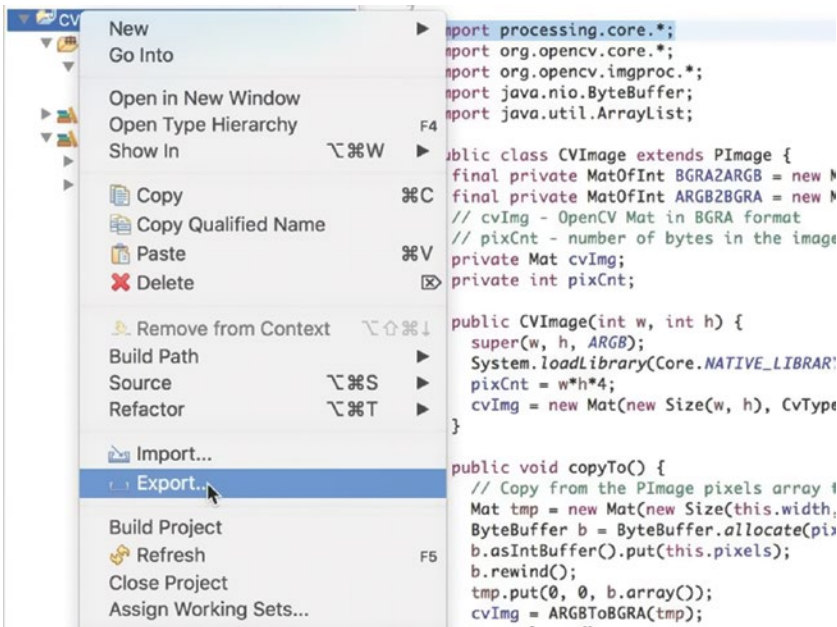 CV
New
Go Into
Open in New Window
Open Type Hierarchy F4
Show In ⌥⌘W
Copy ⌘C
Copy Qualified Name
Paste ⌘V
Delete ⌦
Remove from Context ⌥⇧⌘↓
Build Path
Source ⌥⌘S
Refactor ⌥⌘T
Import...
Export...
Build Project
Refresh F5
Close Project
Assign Working Sets...
mport processing.core.*;
mport org.opencv.core.*;
mport org.opencv.imgproc.*;
mport java.nio.ByteBuffer;
mport java.util.ArrayList;
ublic class CVImage extends PImage {
final private MatOfInt BGRA2ARGB = new M
final private MatOfInt ARGB2BGRA = new M
// cvImg - OpenCV Mat in BGRA format
// pixCnt - number of bytes in the image
private Mat cvImg;
private int pixCnt;
public CVImage(int w, int h) {
super(w, h, ARGB);
System.loadLibrary(Core.NATIVE_LIBRARY
pixCnt = w*h*4;
cvImg = new Mat(new Size(w, h), CvType
}
public void copyTo() {
// Copy from the PImage pixels array t
Mat tmp = new Mat(new Size(this.width,
ByteBuffer b = ByteBuffer.allocate(pix
b.asIntBuffer().put(this.pixels);
b.rewind();
tmp.put(0, 0, b.array());
cvImg = ARGBToBGRA(tmp);